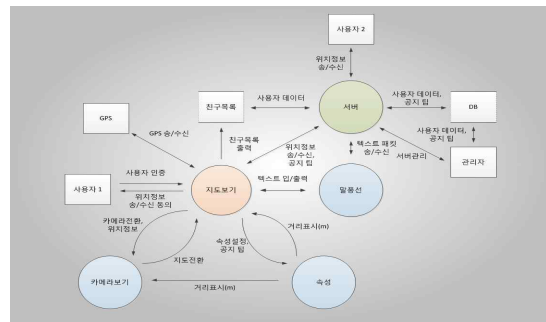 사용자 2
위치정보
송/수신
친구목록
사용자 데이터
서버
사용자 데이터,
공지 팁
DB
GPS
GPS 송/수신
친구목록
출력
위치정보
송/수신,
공지 팁
텍스트 패킷
송/수신
서버관리
사용자 데이터,
공지 팁
관리자
사용자 1
사용자 인증
위치정보
송/수신 동의
지도보기
텍스트 입/출력
말풍선
카메라전환,
위치정보
지도전환
속성설정,
공지 팁
거리표시(m)
카메라보기
거리표시(m)
속성